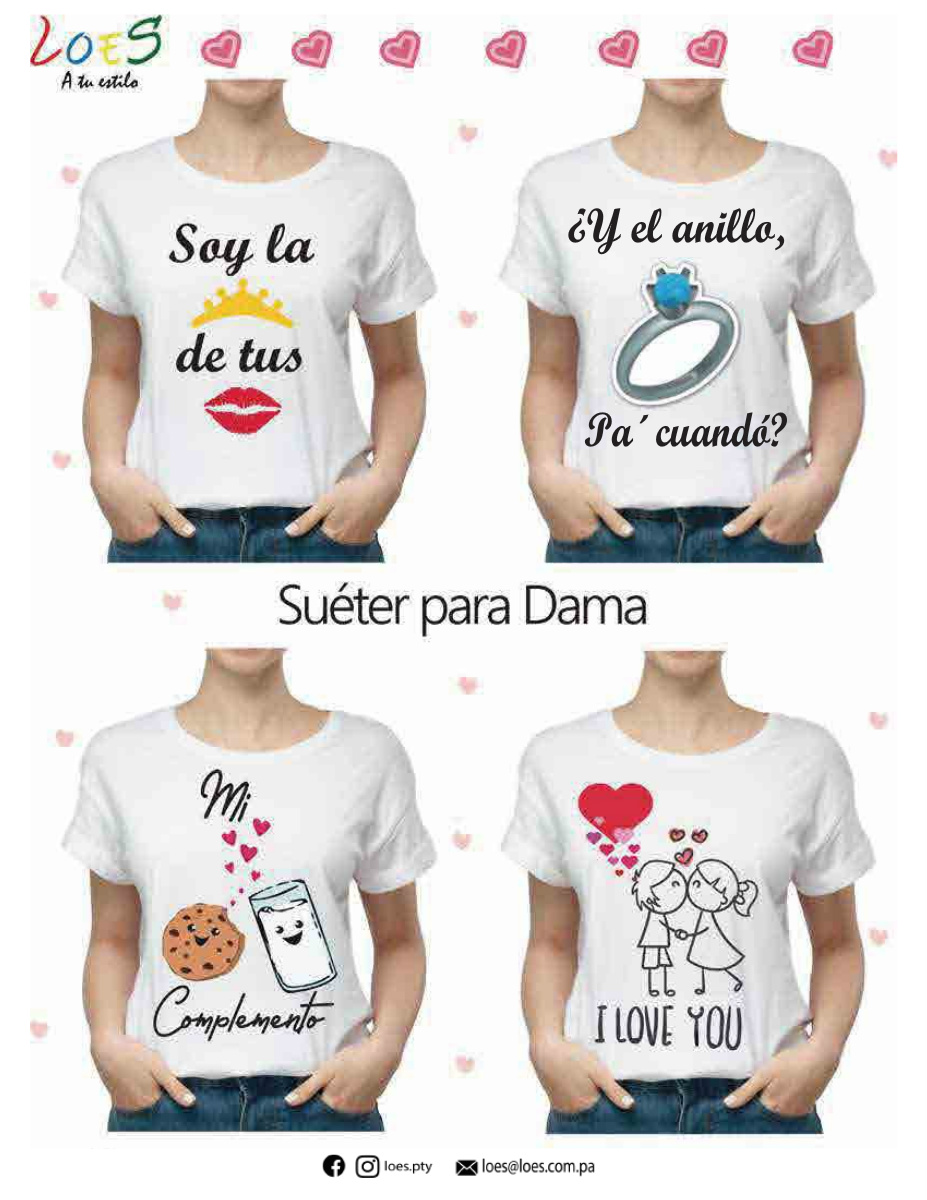 LOES
A tu estilo
Soy la
de tus
¿Y el anillo,
Pa´ cuandó?
Suéter para Dama
Mi
Complemento
I LOVE YOU
loes.pty loes@loes.com.pa